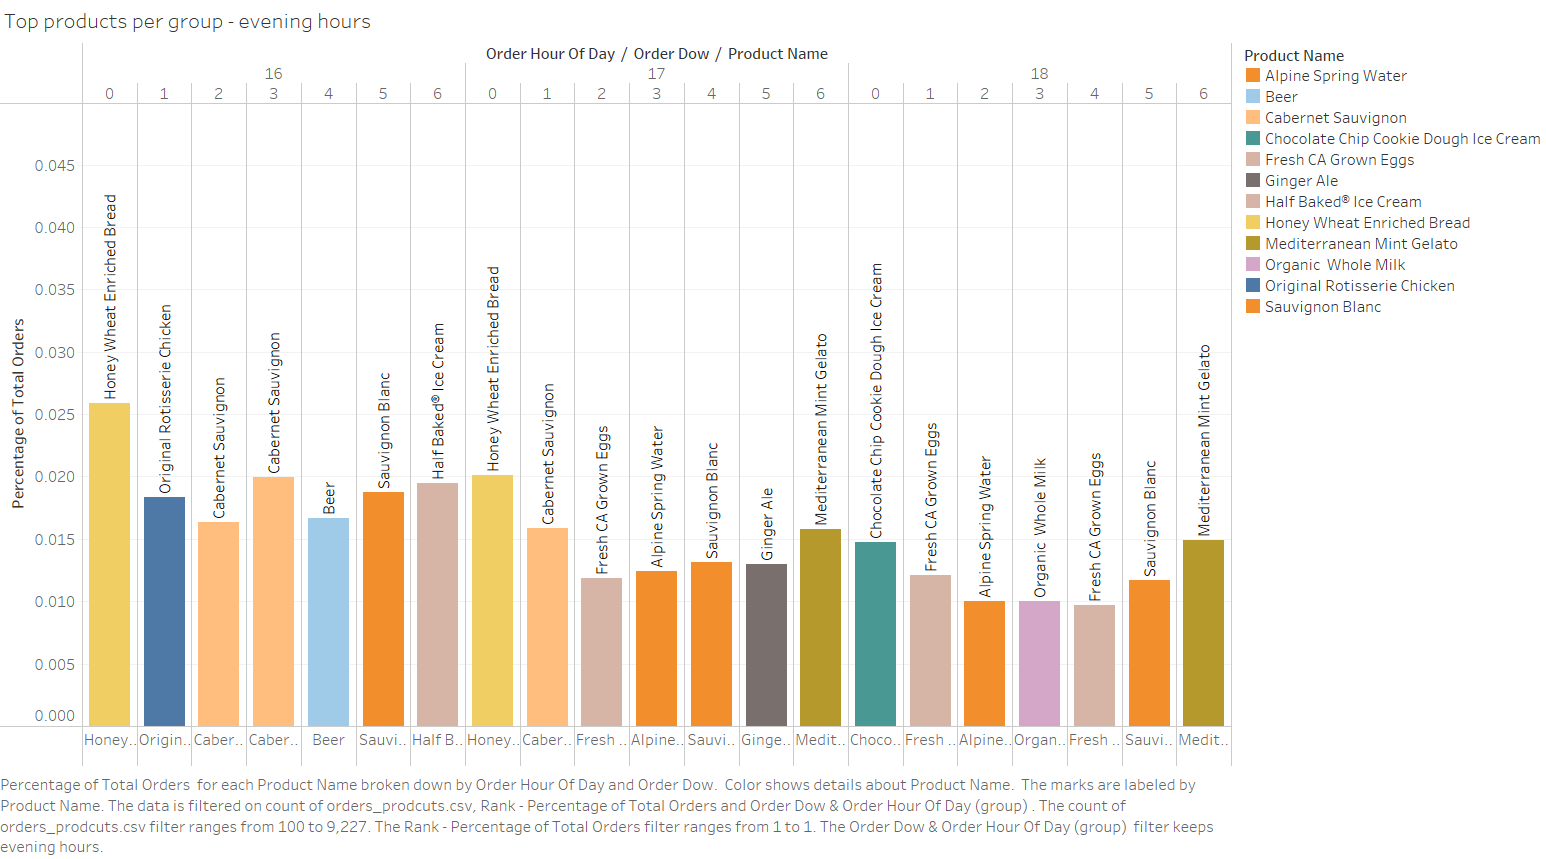 Top products per group - evening hours
Order Hour Of Day / Order Dow / Product Name
16 17 18
0 1 2 3 4 5 6 0 1 2 3 4 5 6 0 1 2 3 4 5 6
Percentage of Total Orders
0.045
0.040
0.035
0.030
0.025
0.020
0.015
0.010
0.005
0.000
Honey Wheat Enriched Bread
Original Rotisserie Chicken
Cabernet Sauvignon
Cabernet Sauvignon
Beer
Sauvignon Blanc
Half Baked® Ice Cream
Honey Wheat Enriched Bread
Cabernet Sauvignon
Fresh CA Grown Eggs
Alpine Spring Water
Sauvignon Blanc
Ginger Ale
Mediterranean Mint Gelato
Chocolate Chip Cookie Dough Ice Cream
Fresh CA Grown Eggs
Alpine Spring Water
Organic  Whole Milk
Fresh CA Grown Eggs
Sauvignon Blanc
Mediterranean Mint Gelato
Honey.. Origin.. Caber.. Caber.. Beer Sauvi.. Half B.. Honey.. Caber.. Fresh .. Alpine.. Sauvi.. Ginge.. Medit.. Choco.. Fresh .. Alpine.. Organ.. Fresh .. Sauvi.. Medit..
Product Name
Alpine Spring Water
Beer
Cabernet Sauvignon
Chocolate Chip Cookie Dough Ice Cream
Fresh CA Grown Eggs
Ginger Ale
Half Baked® Ice Cream
Honey Wheat Enriched Bread
Mediterranean Mint Gelato
Organic  Whole Milk
Original Rotisserie Chicken
Sauvignon Blanc
Percentage of Total Orders  for each Product Name broken down by Order Hour Of Day and Order Dow.  Color shows details about Product Name.  The marks are labeled by
Product Name. The data is filtered on count of orders_prodcuts.csv, Rank - Percentage of Total Orders and Order Dow & Order Hour Of Day (group) . The count of
orders_prodcuts.csv filter ranges from 100 to 9,227. The Rank - Percentage of Total Orders filter ranges from 1 to 1. The Order Dow & Order Hour Of Day (group)  filter keeps
evening hours.